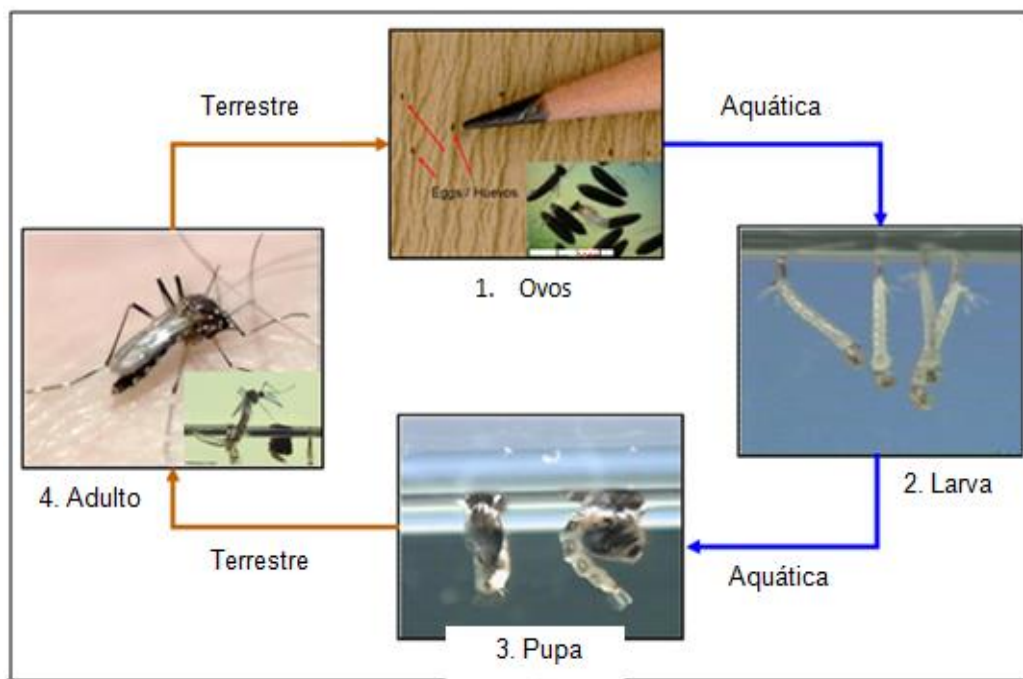 Terrestre
Aquática
Eggs / Huevos
1. Ovos
4. Adulto
2. Larva
Terrestre
Aquática
3. Pupa